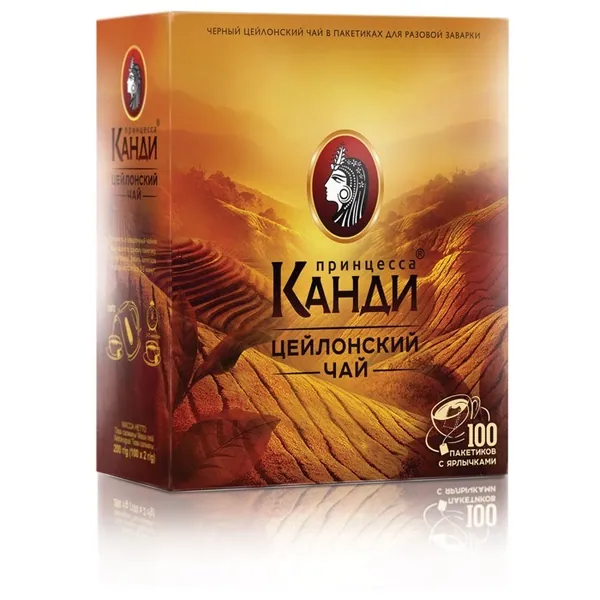 ЧЕРНЫЙ ЦЕЙЛОНСКИЙ ЧАЙ В ПАКЕТИКАХ ДЛЯ РАЗОВОЙ ЗАВАРКИ
ПРИНЦЕССА
КАНДИ®
ЦЕЙЛОНСКИЙ
ЧАЙ
100
ПАКЕТИКОВ
С ЯРЛЫЧКАМИ
ПРИНЦЕССА
КАНДИ
ЦЕЙЛОНСКИЙ
ЧАЙ
МАССА НЕТТО
200 г/g (100 x 2 г/g)